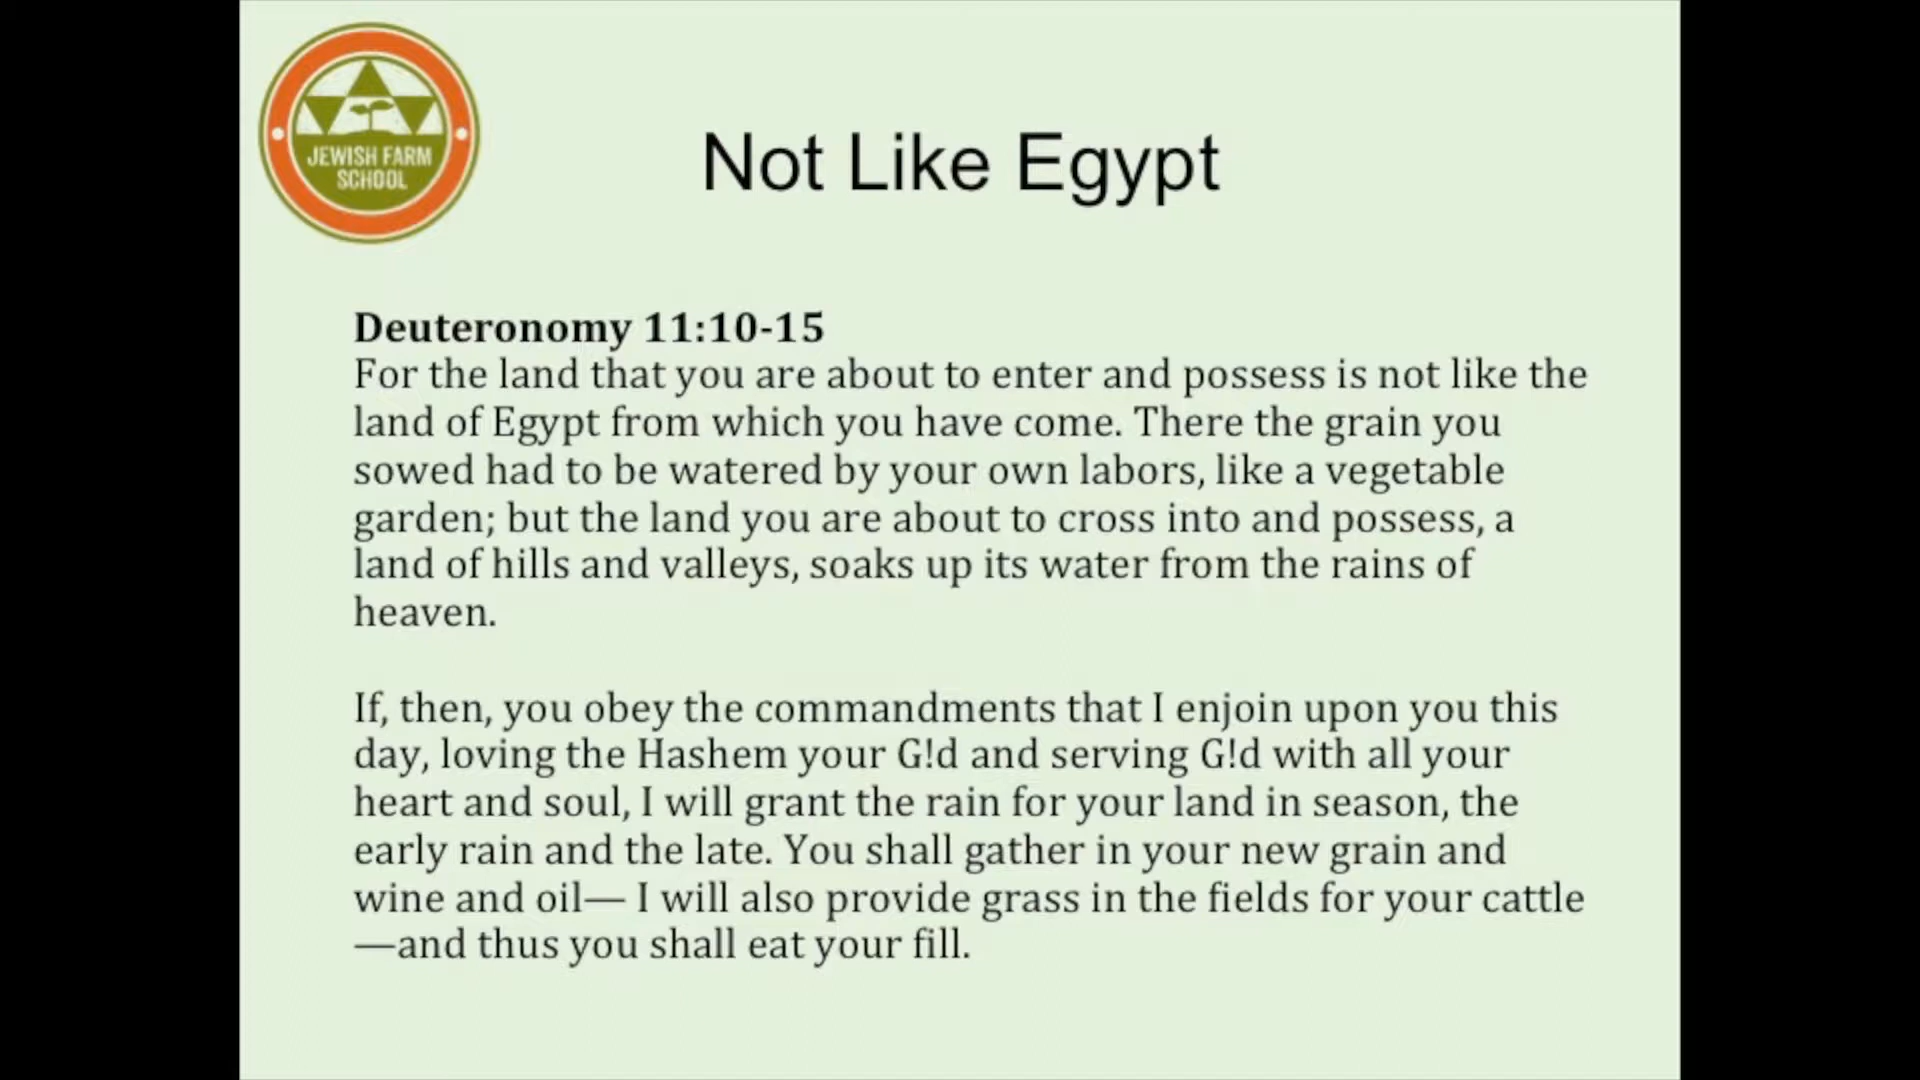 JEWISH FARM
SCHOOL
Not Like Egypt
Deuteronomy 11:10-15
For the land that you are about to enter and possess is not like the
land of Egypt from which you have come. There the grain you
sowed had to be watered by your own labors, like a vegetable
garden; but the land you are about to cross into and possess, a
land of hills and valleys, soaks up its water from the rains of
heaven.
If, then, you obey the commandments that I enjoin upon you this
day, loving the Hashem your G!d and serving G!d with all your
heart and soul, I will grant the rain for your land in season, the
early rain and the late. You shall gather in your new grain and
wine and oil— I will also provide grass in the fields for your cattle
—and thus you shall eat your fill.